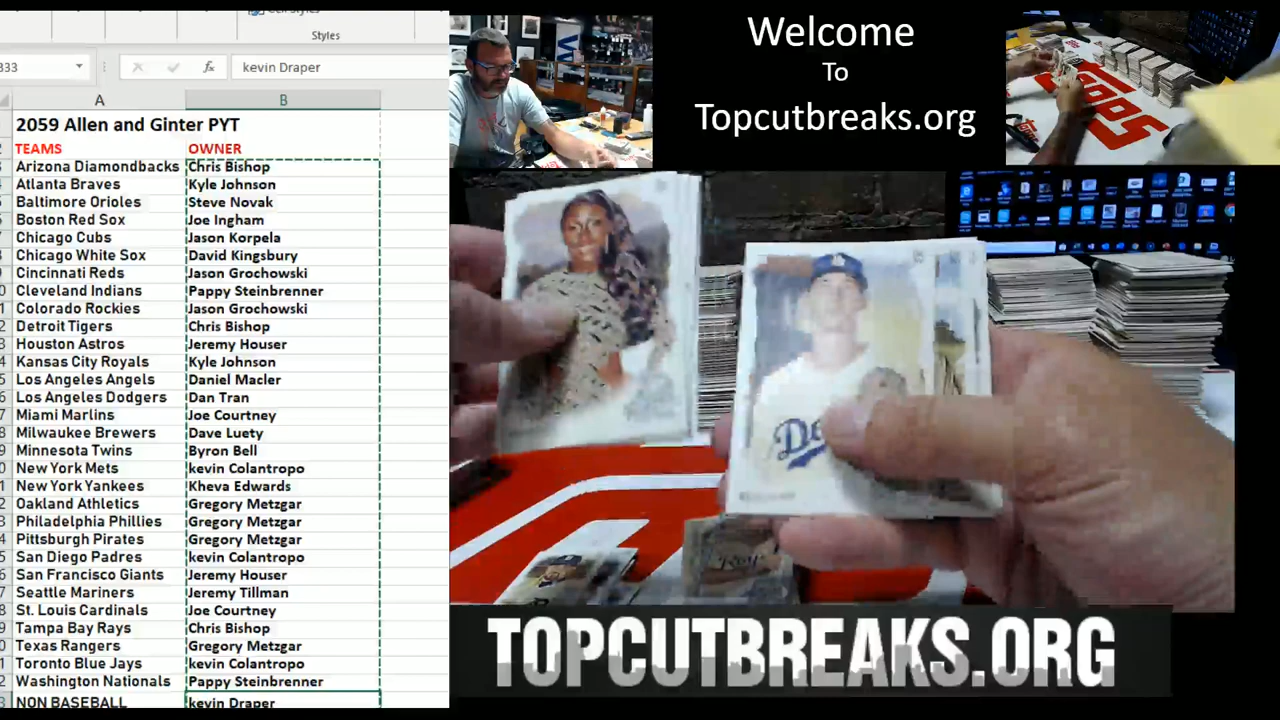 Styles
B33
kevin Draper
A B
2059 Allen and Ginter PYT
TEAMS OWNER
Arizona Diamondbacks Chris Bishop
Atlanta Braves Kyle Johnson
Baltimore Orioles Steve Novak
Boston Red Sox Joe Ingham
Chicago Cubs Jason Korpela
Chicago White Sox David Kingsbury
Cincinnati Reds Jason Grochowski
Cleveland Indians Pappy Steinbrenner
Colorado Rockies Jason Grochowski
Detroit Tigers Chris Bishop
Houston Astros Jeremy Houser
Kansas City Royals Kyle Johnson
Los Angeles Angels Daniel Macler
Los Angeles Dodgers Dan Tran
Miami Marlins Joe Courtney
Milwaukee Brewers Dave Luety
Minnesota Twins Byron Bell
New York Mets kevin Colantropo
New York Yankees Kheva Edwards
Oakland Athletics Gregory Metzgar
Philadelphia Phillies Gregory Metzgar
Pittsburgh Pirates Gregory Metzgar
San Diego Padres kevin Colantropo
San Francisco Giants Jeremy Houser
Seattle Mariners Jeremy Tillman
St. Louis Cardinals Joe Courtney
Tampa Bay Rays Chris Bishop
Texas Rangers Gregory Metzgar
Toronto Blue Jays kevin Colantropo
Washington Nationals Pappy Steinbrenner
NON BASEBALL kevin Draper
Welcome
To
Topcutbreaks.org
TOPPS
TOPCUTBREAKS.ORG